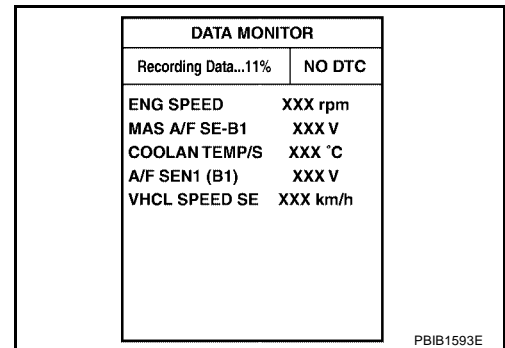 DATA MONITOR
Recording Data...11% NO DTC
ENG SPEED XXX rpm
MAS A/F SE-B1 XXX V
COOLAN TEMP/S XXX °C
A/F SEN1 (B1) XXX V
VHCL SPEED SE XXX km/h
PBIB1593E